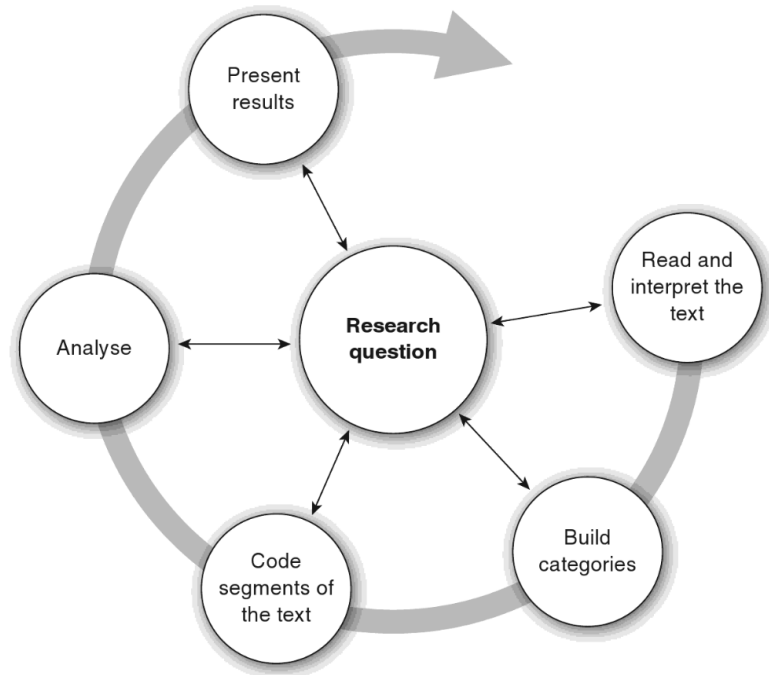 Present
results
Read and
interpret the
text
Research
question
Analyse
Build
categories
Code
segments of
the text